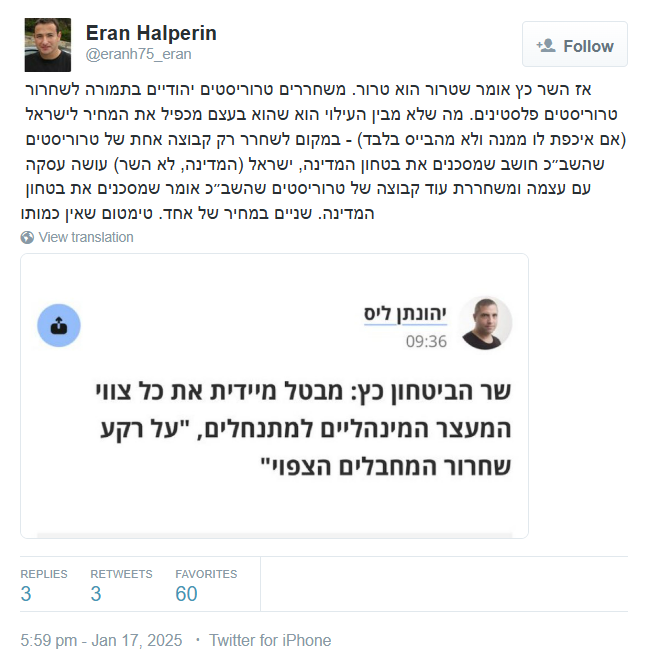 Eran Halperin
@eranh75_eran
Follow
אז השר כץ אומר שטרור הוא טרור. משחררים טרוריסטים יהודיים בתמורה לשחרור
טרוריסטים פלסטינים. מה שלא מבין העילוי הוא שהוא בעצם מכפיל את המחיר לישראל
(אם איכפת לו ממנה ולא מהבייס בלבד) - במקום לשחרר רק קבוצה אחת של טרוריסטים
שהשב״כ חושב שמסכנים את בטחון המדינה, ישראל (המדינה, לא השר) עושה עסקה
עם עצמה ומשחררת עוד קבוצה של טרוריסטים שהשב״כ אומר שמסכנים את בטחון
המדינה. שניים במחיר של אחד. טימטום שאין כמותו
View translation
יהונתן ליס
09:36
שר הביטחון כץ: מבטל מיידית את כל צווי
המעצר המינהליים למתנחלים, "על רקע
שחרור המחבלים הצפוי"
REPLIES RETWEETS FAVORITES
3 3 60
5:59 pm - Jan 17, 2025 · Twitter for iPhone